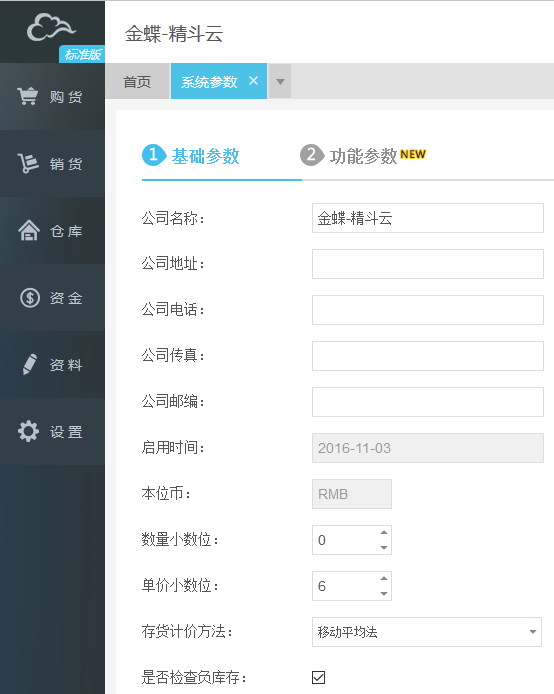 金蝶-精斗云
标准版
首页 系统参数
购货
销货
仓库
资金
资料
设置
1 基础参数 2 功能参数 NEW
公司名称： 金蝶-精斗云
公司地址：
公司电话：
公司传真：
公司邮编：
启用时间： 2016-11-03
本位币： RMB
数量小数位： 0
单价小数位： 6
存货计价方法： 移动平均法
是否检查负库存：